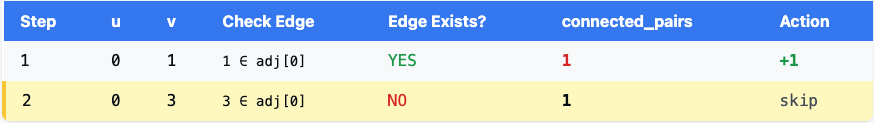 Step u v Check Edge Edge Exists? connected_pairs Action
1 0 1 1 ∈ adj[0] YES 1 +1
2 0 3 3 ∈ adj[0] NO 1 skip